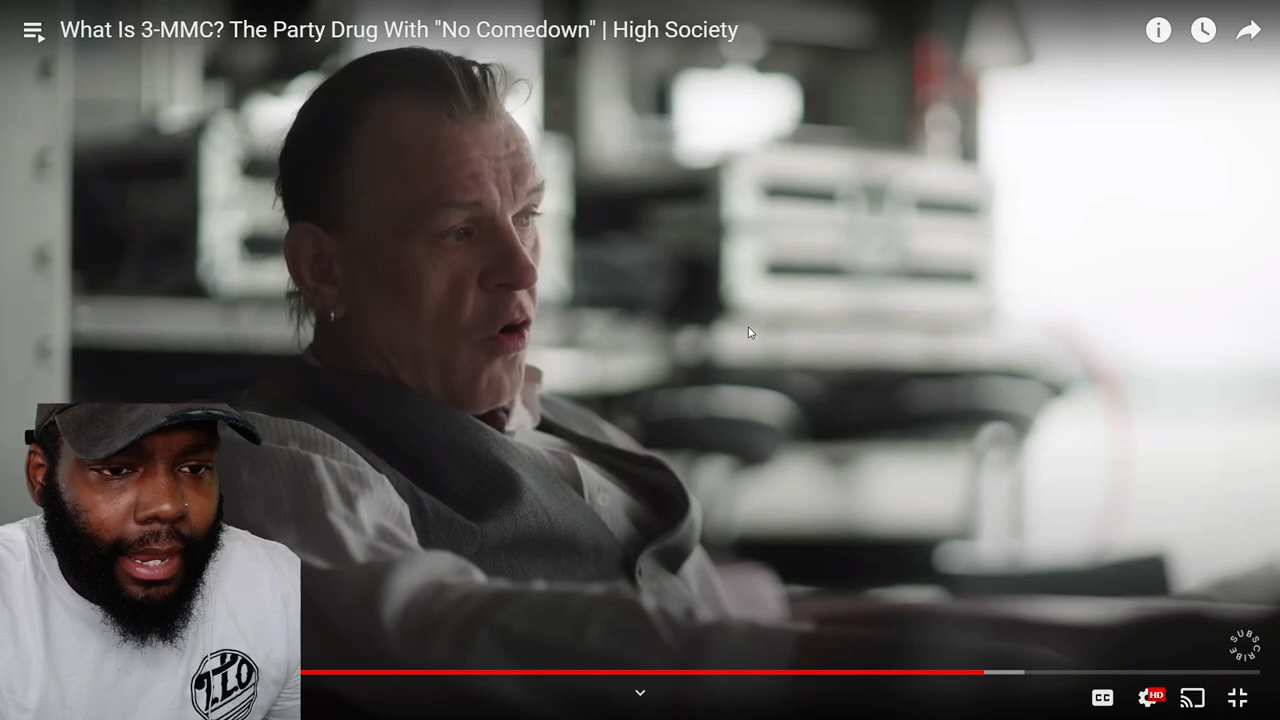 What Is 3-MMC? The Party Drug With "No Comedown" | High Society
SUBSCRIBE
CC
HD